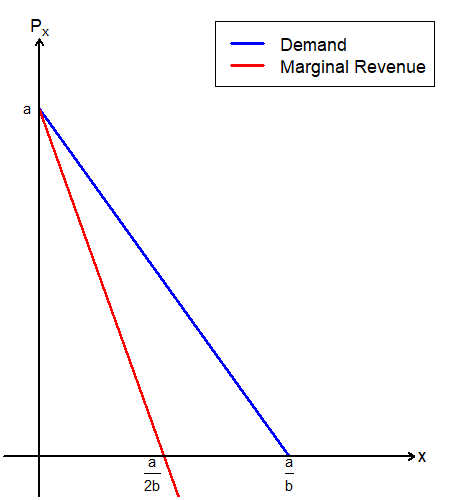 Pₓ
Demand
Marginal Revenue
a
x
a
2b
a
b